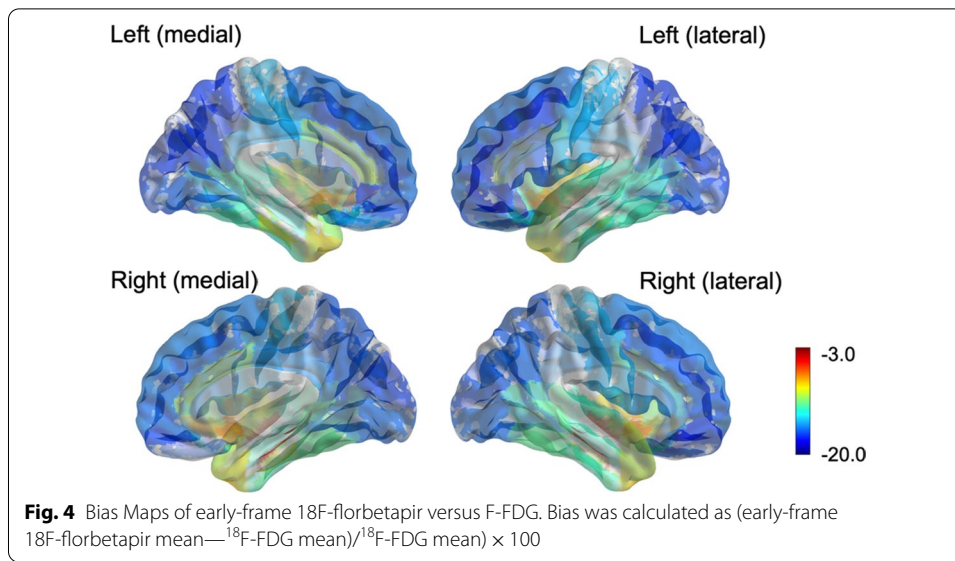 Left (medial)
Left (lateral)
Right (medial)
Right (lateral)
-3.0
-20.0
Fig. 4 Bias Maps of early-frame 18F-florbetapir versus F-FDG. Bias was calculated as (early-frame
18F-florbetapir mean—¹⁸F-FDG mean)/¹⁸F-FDG mean) × 100